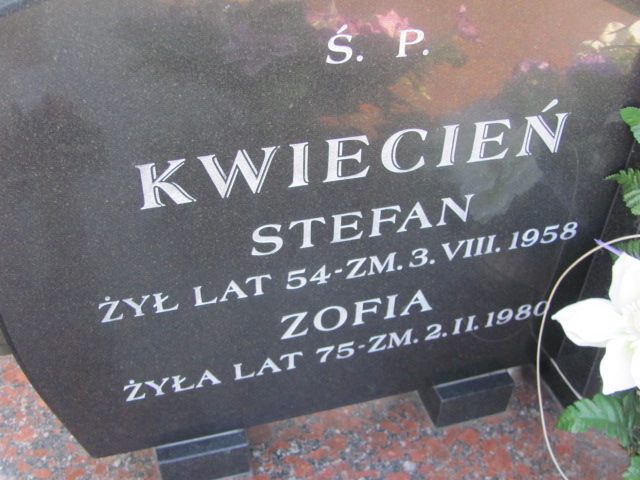 Ś. P.
KWIECIEŃ
STEFAN
ŻYŁ LAT 54-ZM. 3. VIII. 1958
ZOFIA
ŻYŁA LAT 75-ZM. 2. II. 1980